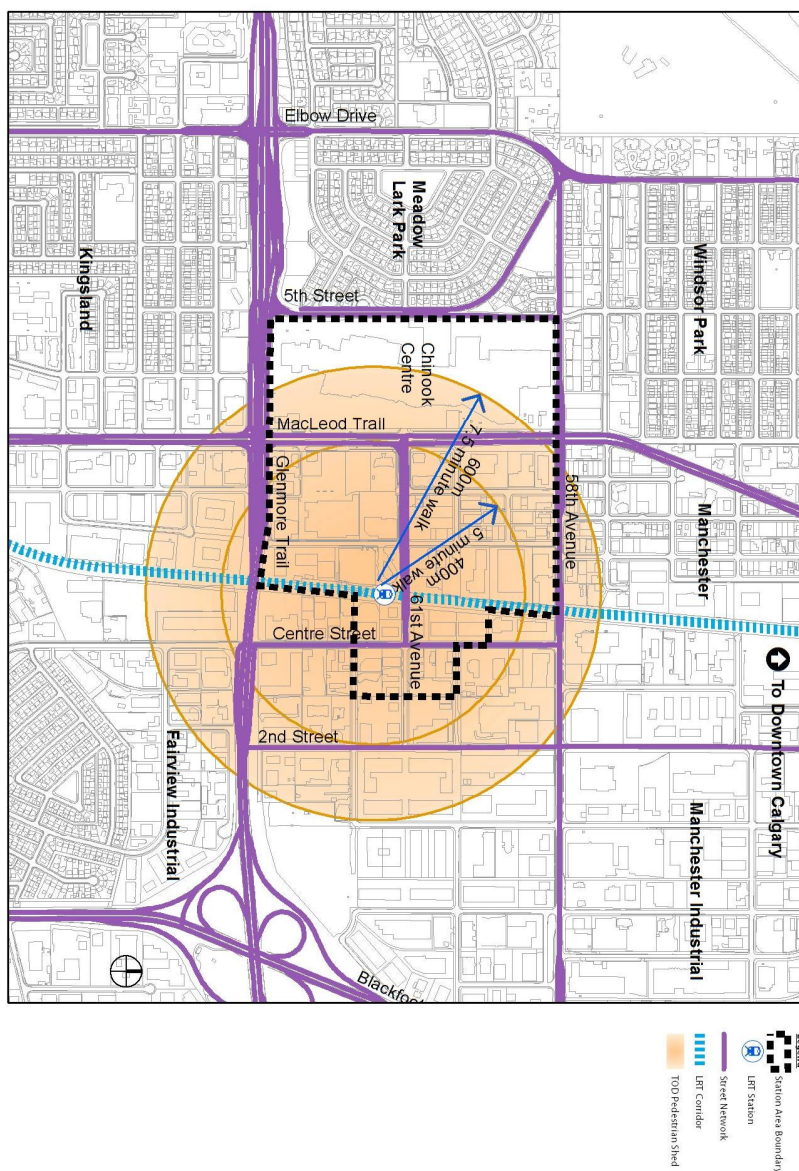 Elbow Drive
Meadow
Lark Park
Windsor Park
Kingsland
5th Street
Chinook
Centre
MacLeod Trail
600m
7.5 minute walk
Glenmore Trail
58th Avenue
Manchester
400m
5 minute walk
61st Avenue
Centre Street
To Downtown Calgary
2nd Street
Fairview Industrial
Manchester Industrial
Blackfoo
Legend
Station Area Boundary
LRT Station
Street Network
LRT Corridor
TOD Pedestrian Shed